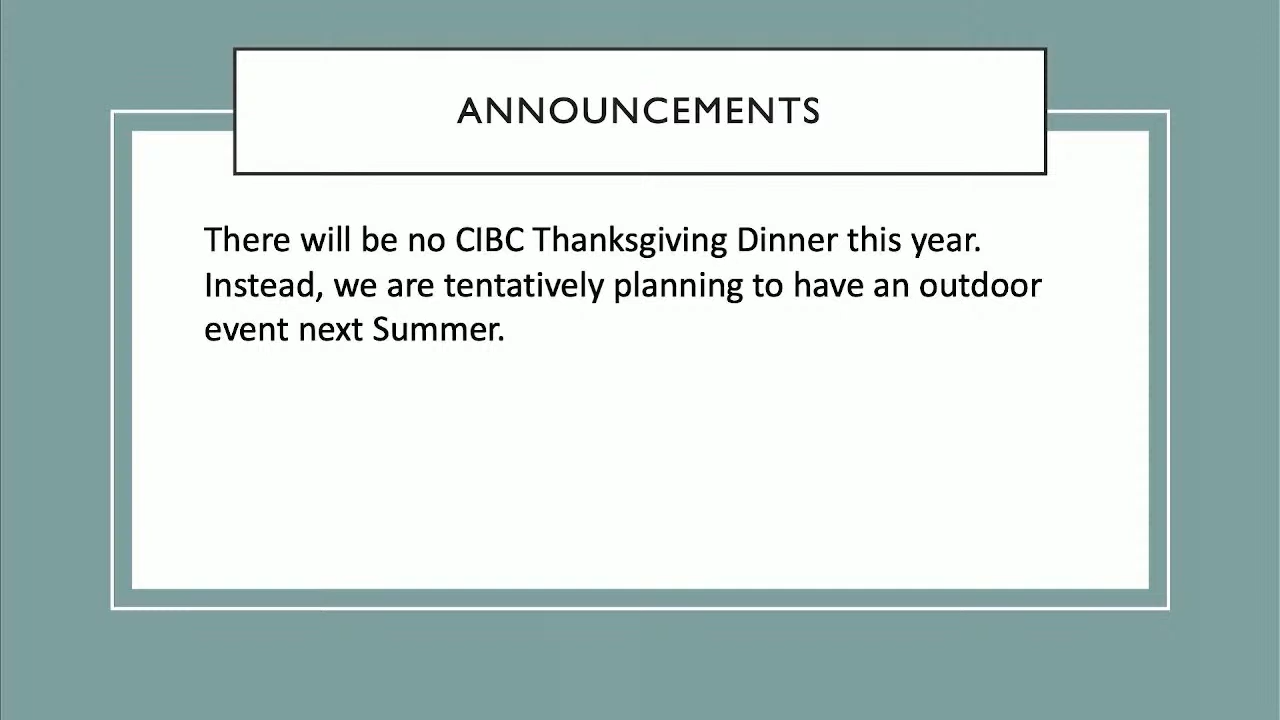 ANNOUNCEMENTS
There will be no CIBC Thanksgiving Dinner this year.
Instead, we are tentatively planning to have an outdoor
event next Summer.